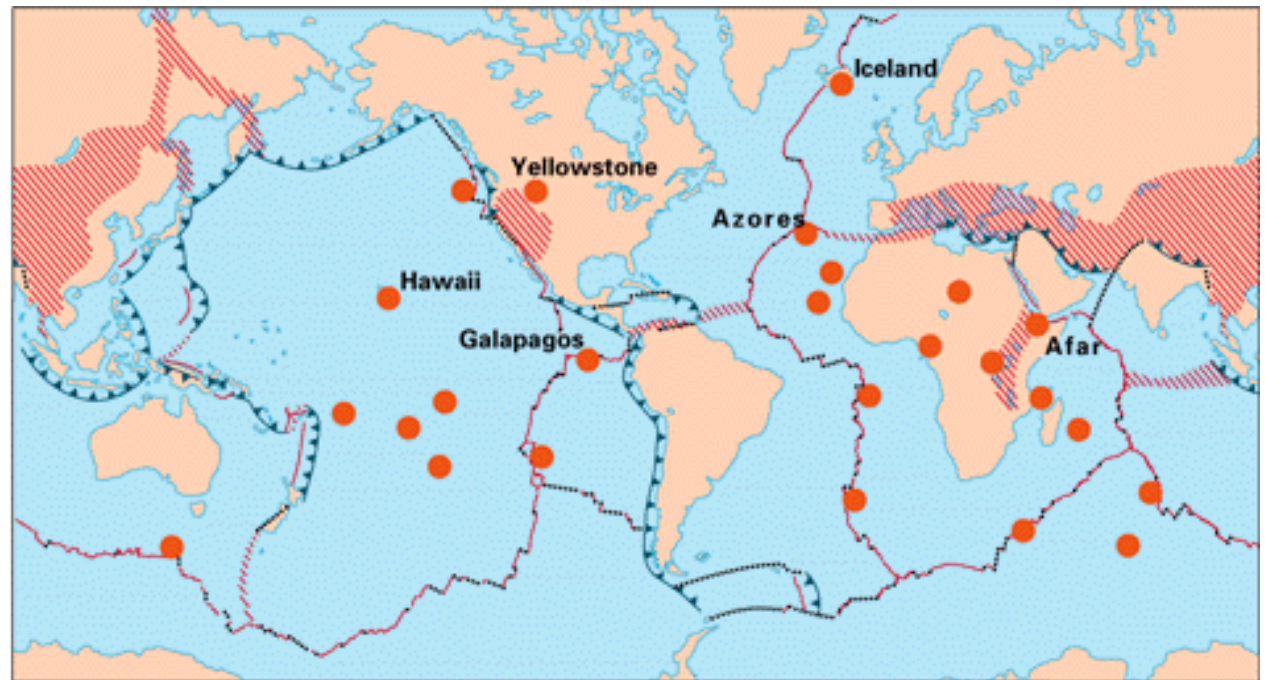 Iceland
Yellowstone
Azores
Hawaii
Galapagos
Afar